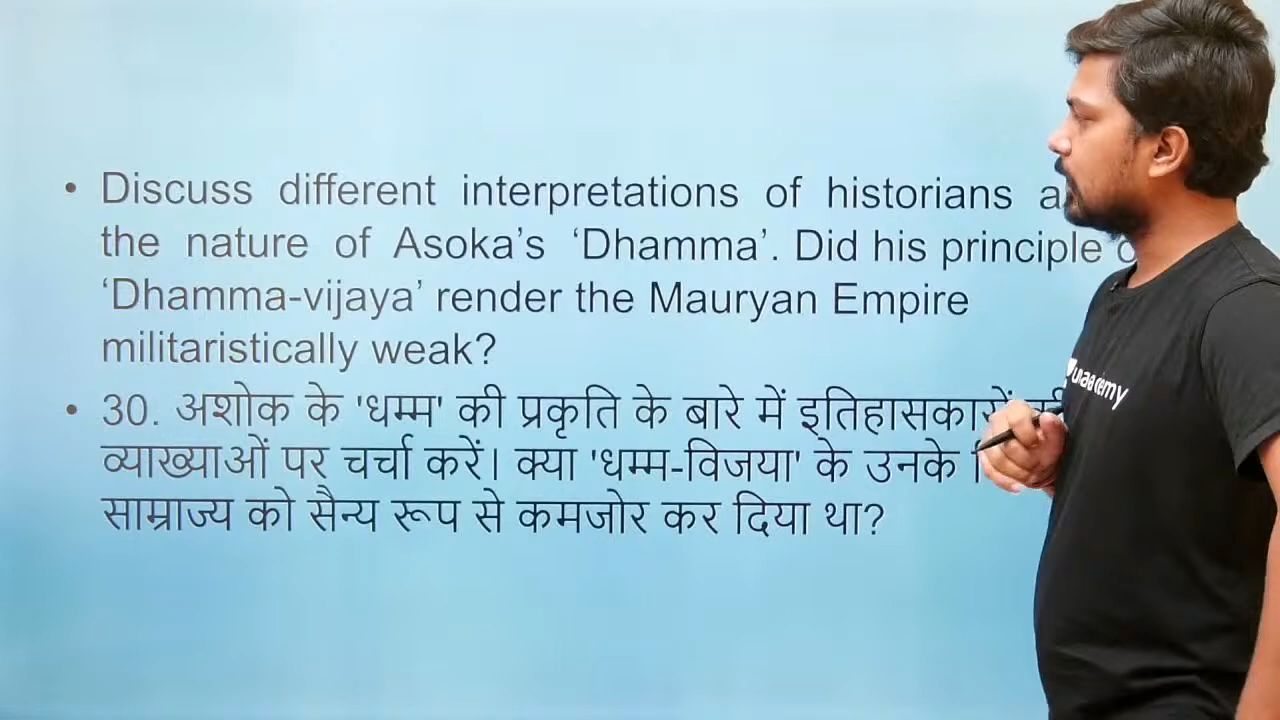 • Discuss different interpretations of historians
the nature of Asoka’s ‘Dhamma’. Did his principle
‘Dhamma-vijaya’ render the Mauryan Empire
militaristically weak?
• 30. अशोक के 'धम्म' की प्रकृति के बारे में इतिहासकारों की
व्याख्याओं पर चर्चा करें। क्या 'धम्म-विजया' के उनके
साम्राज्य को सैन्य रूप से कमजोर कर दिया था?
unacademy